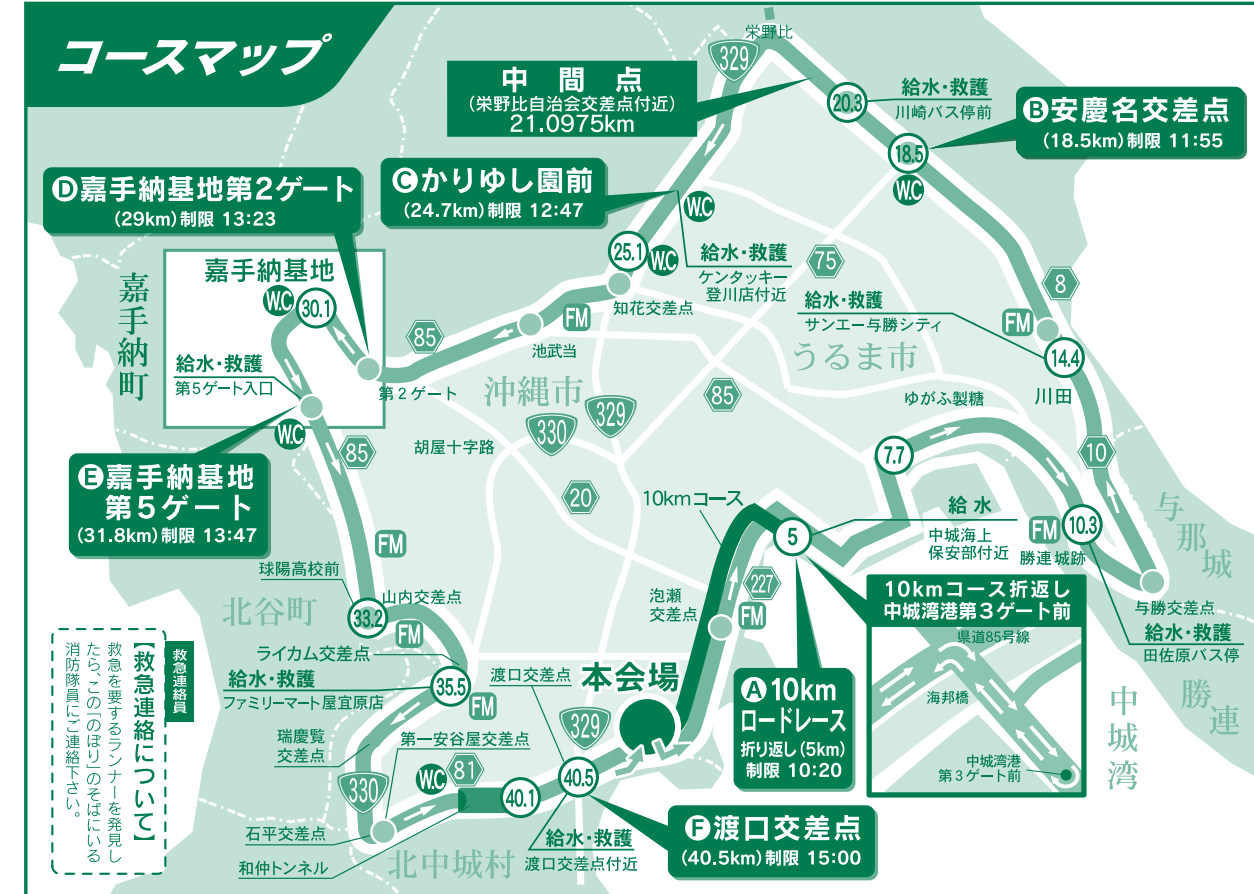 コースマップ
栄野比
329
中間点
(栄野比自治会交差点付近)
21.0975km
20.3
給水・救護
川崎バス停前
Ⓑ安慶名交差点
(18.5km)制限 11:55
18.5
W.C
Ⓒかりゆし園前
(24.7km)制限 12:47
W.C
Ⓓ嘉手納基地第2ゲート
(29km)制限 13:23
25.1
W.C
給水・救護
ケンタッキー
登川店付近
知花交差点
75
8
給水・救護
サンエー与勝シティ
FM
14.4
川田
うるま市
嘉手納町
嘉手納基地
W.C
30.1
給水・救護
第5ゲート入口
W.C
85
FM
池武当
第2ゲート
沖縄市
329
330
85
胡屋十字路
20
ゆがふ製糖
7.7
10
与那城
Ⓔ嘉手納基地
第5ゲート
(31.8km)制限 13:47
85
FM
10kmコース
5
給水
中城海上
保安部付近
FM
10.3
勝連城跡
与勝交差点
給水・救護
田佐原バス停
勝連
中城湾
227
FM
泡瀬
交差点
10kmコース折返し
中城湾港第3ゲート前
県道85号線
海邦橋
中城湾港
第3ゲート前
球陽高校前
33.2
山内交差点
FM
北谷町
ライカム交差点
給水・救護
ファミリーマート屋宜原店
35.5
FM
渡口交差点
本会場
329
Ⓐ10km
ロードレース
折り返し(5km)
制限 10:20
瑞慶覧
交差点
第一安谷屋交差点
330
W.C
81
40.1
40.5
石平交差点
和仲トンネル
北中城村
給水・救護
渡口交差点付近
Ⓕ渡口交差点
(40.5km)制限 15:00
救急連絡員
【救急連絡について】
救急を要するランナーを発見し
たら、この「のぼり」のそばにいる
消防隊員にご連絡下さい。